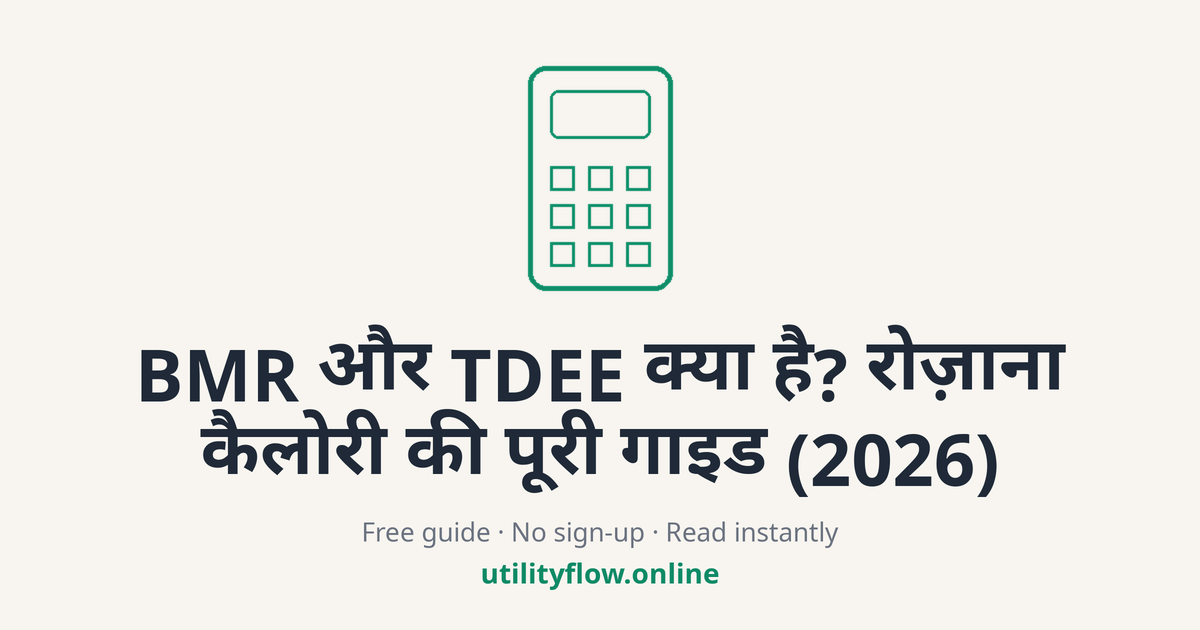 BMR और TDEE क्या है? रोज़ाना
कैलोरी की पूरी गाइड (2026)
Free guide · No sign-up · Read instantly
utilityflow.online